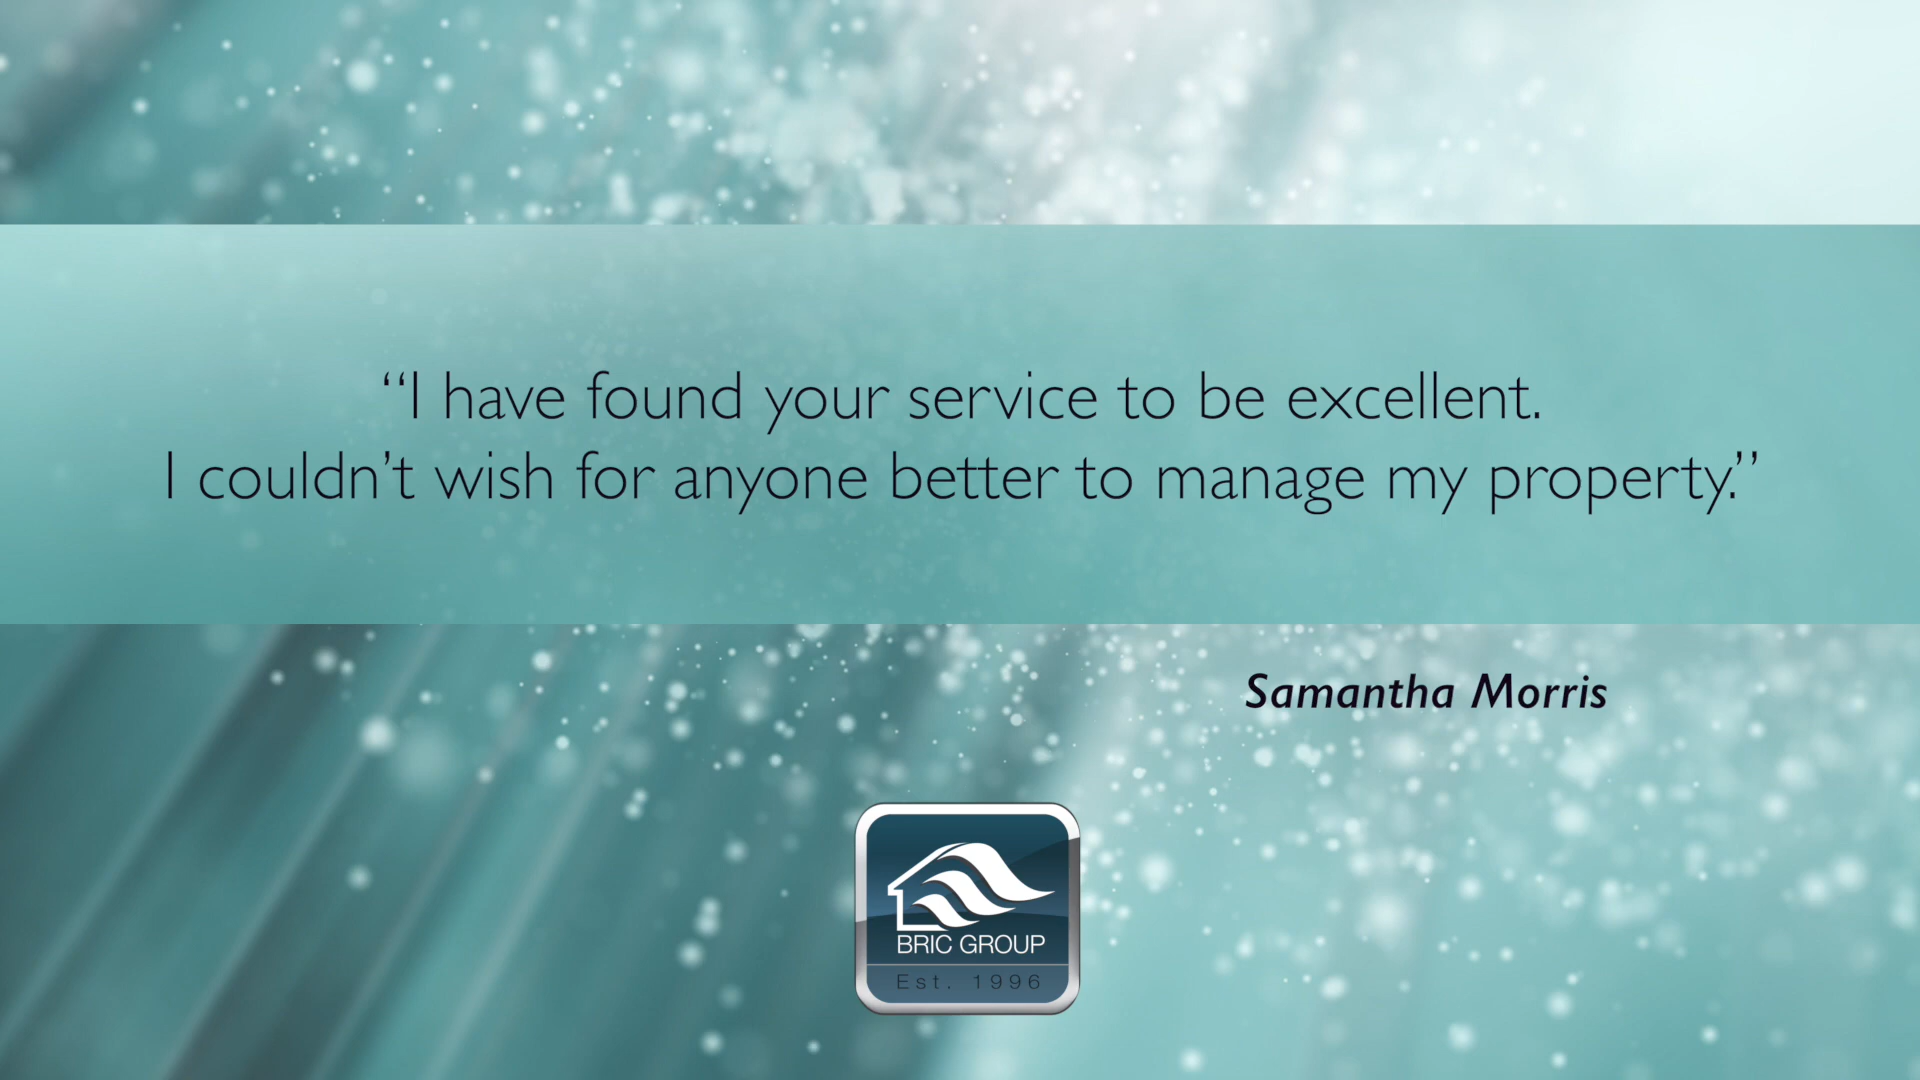 “I have found your service to be excellent.
I couldn’t wish for anyone better to manage my property.”
Samantha Morris
BRIC GROUP
Est. 1996